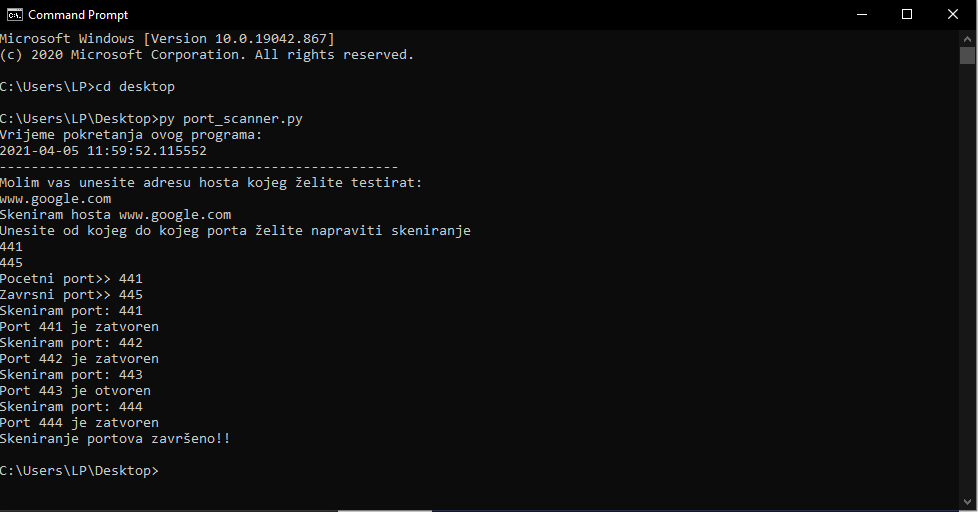 Command Prompt
Microsoft Windows [Version 10.0.19042.867]
(c) 2020 Microsoft Corporation. All rights reserved.
C:\Users\LP>cd desktop
C:\Users\LP\Desktop>py port_scanner.py
Vrijeme pokretanja ovog programa:
2021-04-05 11:59:52.115552
--------------------------------------------------
Molim vas unesite adresu hosta kojeg želite testirat:
www.google.com
Skeniram hosta www.google.com
Unesite od kojeg do kojeg porta želite napraviti skeniranje
441
445
Pocetni port>> 441
Zavrsni port>> 445
Skeniram port: 441
Port 441 je zatvoren
Skeniram port: 442
Port 442 je zatvoren
Skeniram port: 443
Port 443 je otvoren
Skeniram port: 444
Port 444 je zatvoren
Skeniranje portova završeno!!
C:\Users\LP\Desktop>